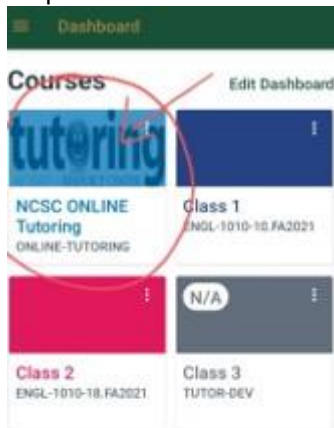 Dashboard
Courses
Edit Dashboard
tutoring
NCSC ONLINE
Tutoring
ONLINE-TUTORING
Class 1
ENGL-1010-10.FA2021
Class 2
ENGL-1010-18.FA2021
N/A
Class 3
TUTOR-DEV